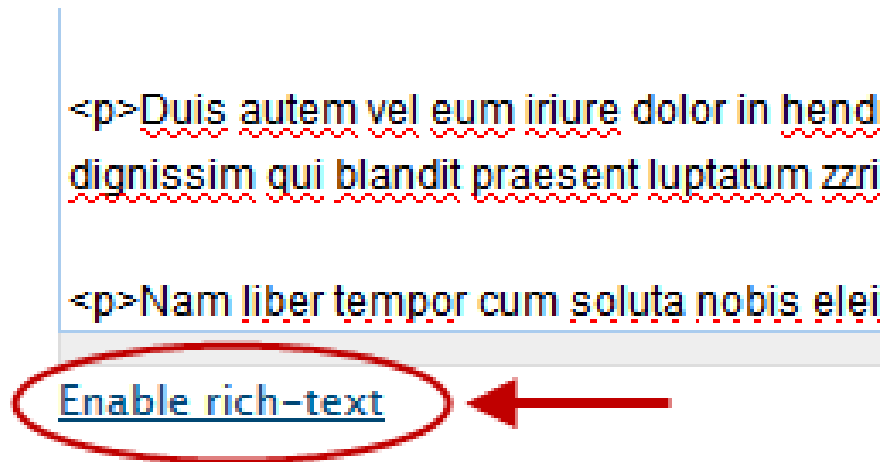 <p>Duis autem vel eum iriure dolor in hend
dignissim qui blandit praesent luptatum zzri
<p>Nam liber tempor cum soluta nobis elei
Enable rich-text